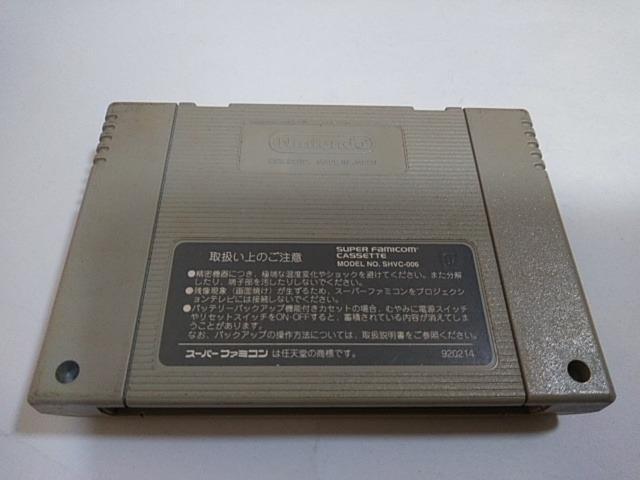 Nintendo
取扱い上のご注意
SUPER FAMICOM
CASSETTE
MODEL NO. SHVC-006
●精密機器につき、極端な温度変化やショックを避けてください。また分解
したり、端子部を汚したりしないでください。
●残像現象（画面焼け）が生ずるため、スーパーファミコンをプロジェクシ
ョンテレビには接続しないでください。
●バッテリーバックアップ機能付きカセットの場合、むやみに電源スイッチ
やリセットスイッチをON・OFFすると、蓄積されている内容が消えてしま
うことがあります。
なお、バックアップの操作方法については、取扱説明書をご参照ください。
スーパーファミコン は任天堂の商標です。
920214